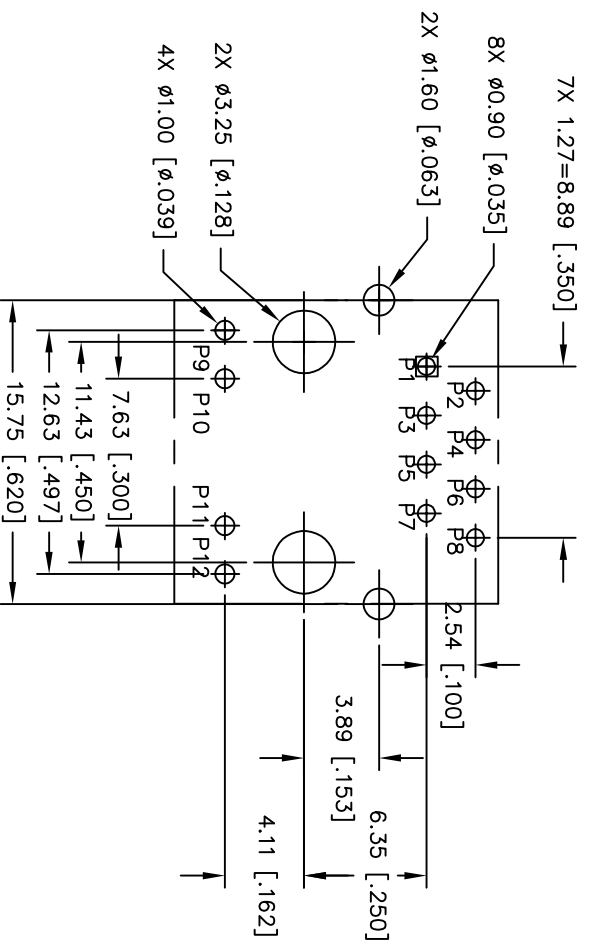 7X 1.27=8.89 [.350]
8X ø0.90 [ø.035]
2X ø1.60 [ø.063]
2X ø3.25 [ø.128]
4X ø1.00 [ø.039]
P2
P4
P6
P8
P1
P3
P5
P7
P9
P10
P11
P12
2.54 [.100]
3.89 [.153]
6.35 [.250]
4.11 [.162]
7.63 [.300]
11.43 [.450]
12.63 [.497]
15.75 [.620]